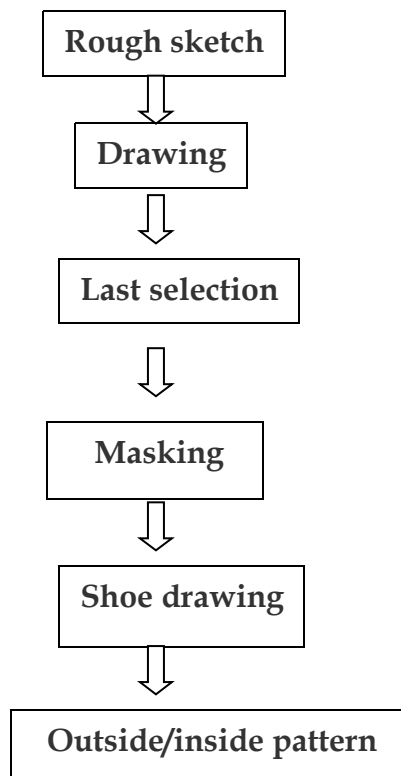 Rough sketch
Drawing
Last selection
Masking
Shoe drawing
Outside/inside pattern